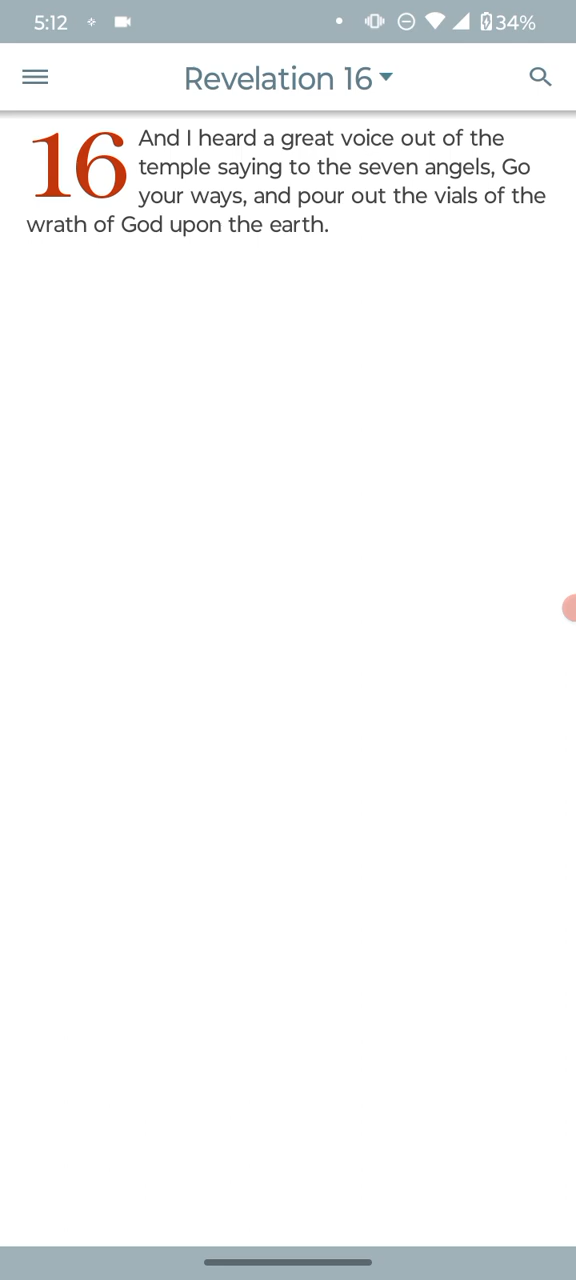 5:12
34%
Revelation 16
16 And I heard a great voice out of the
temple saying to the seven angels, Go
your ways, and pour out the vials of the
wrath of God upon the earth.